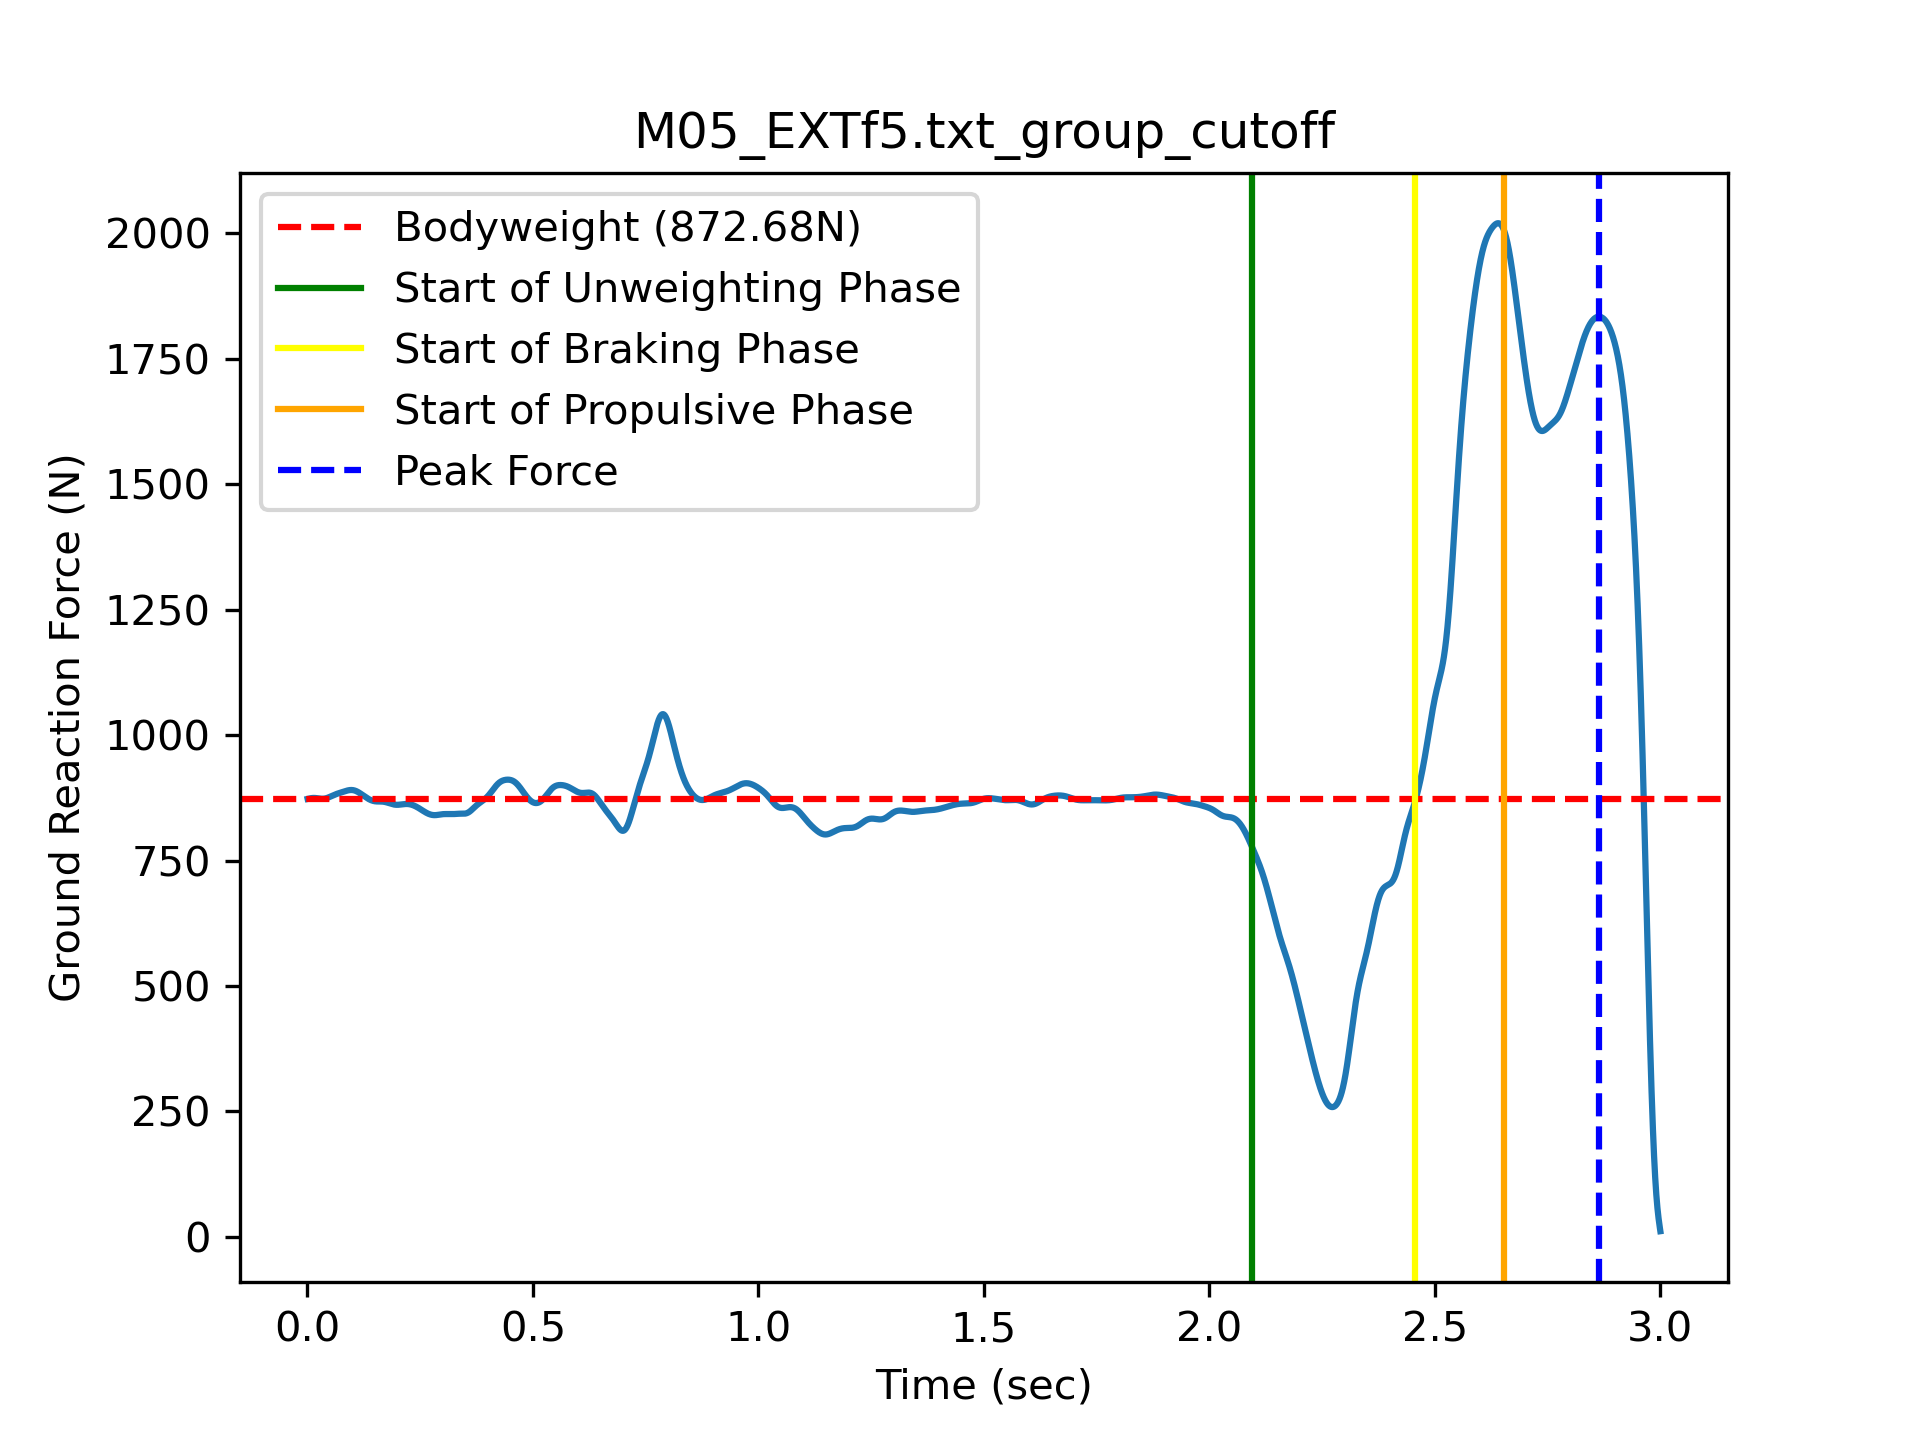 M05_EXTf5.txt_group_cutoff
Bodyweight (872.68N)
Start of Unweighting Phase
Start of Braking Phase
Start of Propulsive Phase
Peak Force
Ground Reaction Force (N)
2000
1750
1500
1250
1000
750
500
250
0
0.0 0.5 1.0 1.5 2.0 2.5 3.0
Time (sec)